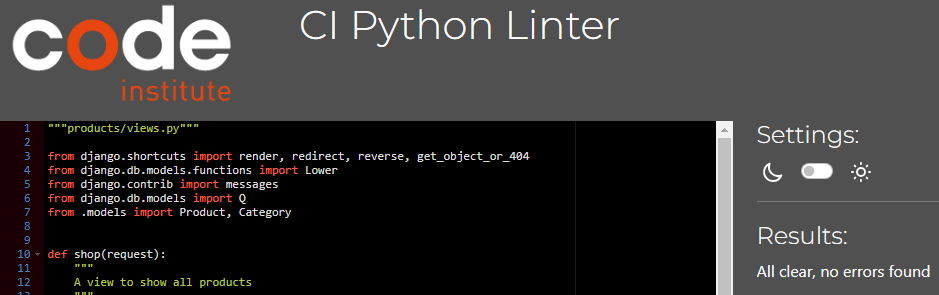 code
institute
CI Python Linter
1 """products/views.py"""
2
3 from django.shortcuts import render, redirect, reverse, get_object_or_404
4 from django.db.models.functions import Lower
5 from django.contrib import messages
6 from django.db.models import Q
7 from .models import Product, Category
8
9
10 def shop(request):
11 """
12 A view to show all products
13 """
Settings:
Results:
All clear, no errors found